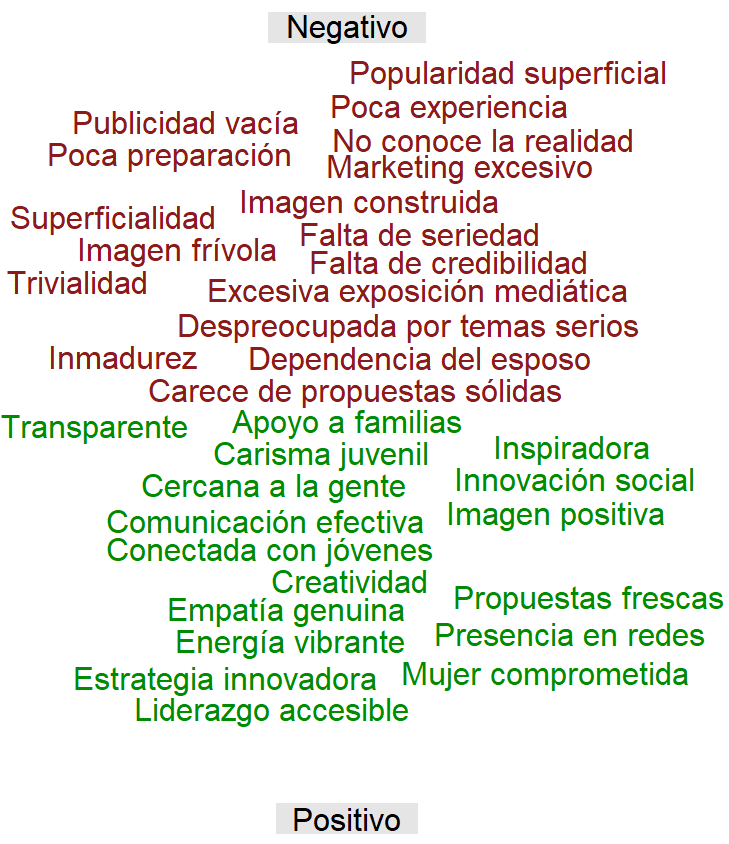 Negativo
Popularidad superficial
Poca experiencia
Publicidad vacía
No conoce la realidad
Poca preparación
Marketing excesivo
Imagen construida
Superficialidad
Falta de seriedad
Imagen frívola
Falta de credibilidad
Trivialidad
Excesiva exposición mediática
Despreocupada por temas serios
Inmadurez
Dependencia del esposo
Carece de propuestas sólidas
Apoyo a familias
Transparente
Inspiradora
Carisma juvenil
Innovación social
Cercana a la gente
Imagen positiva
Comunicación efectiva
Conectada con jóvenes
Creatividad
Propuestas frescas
Empatía genuina
Presencia en redes
Energía vibrante
Mujer comprometida
Estrategia innovadora
Liderazgo accesible
Positivo